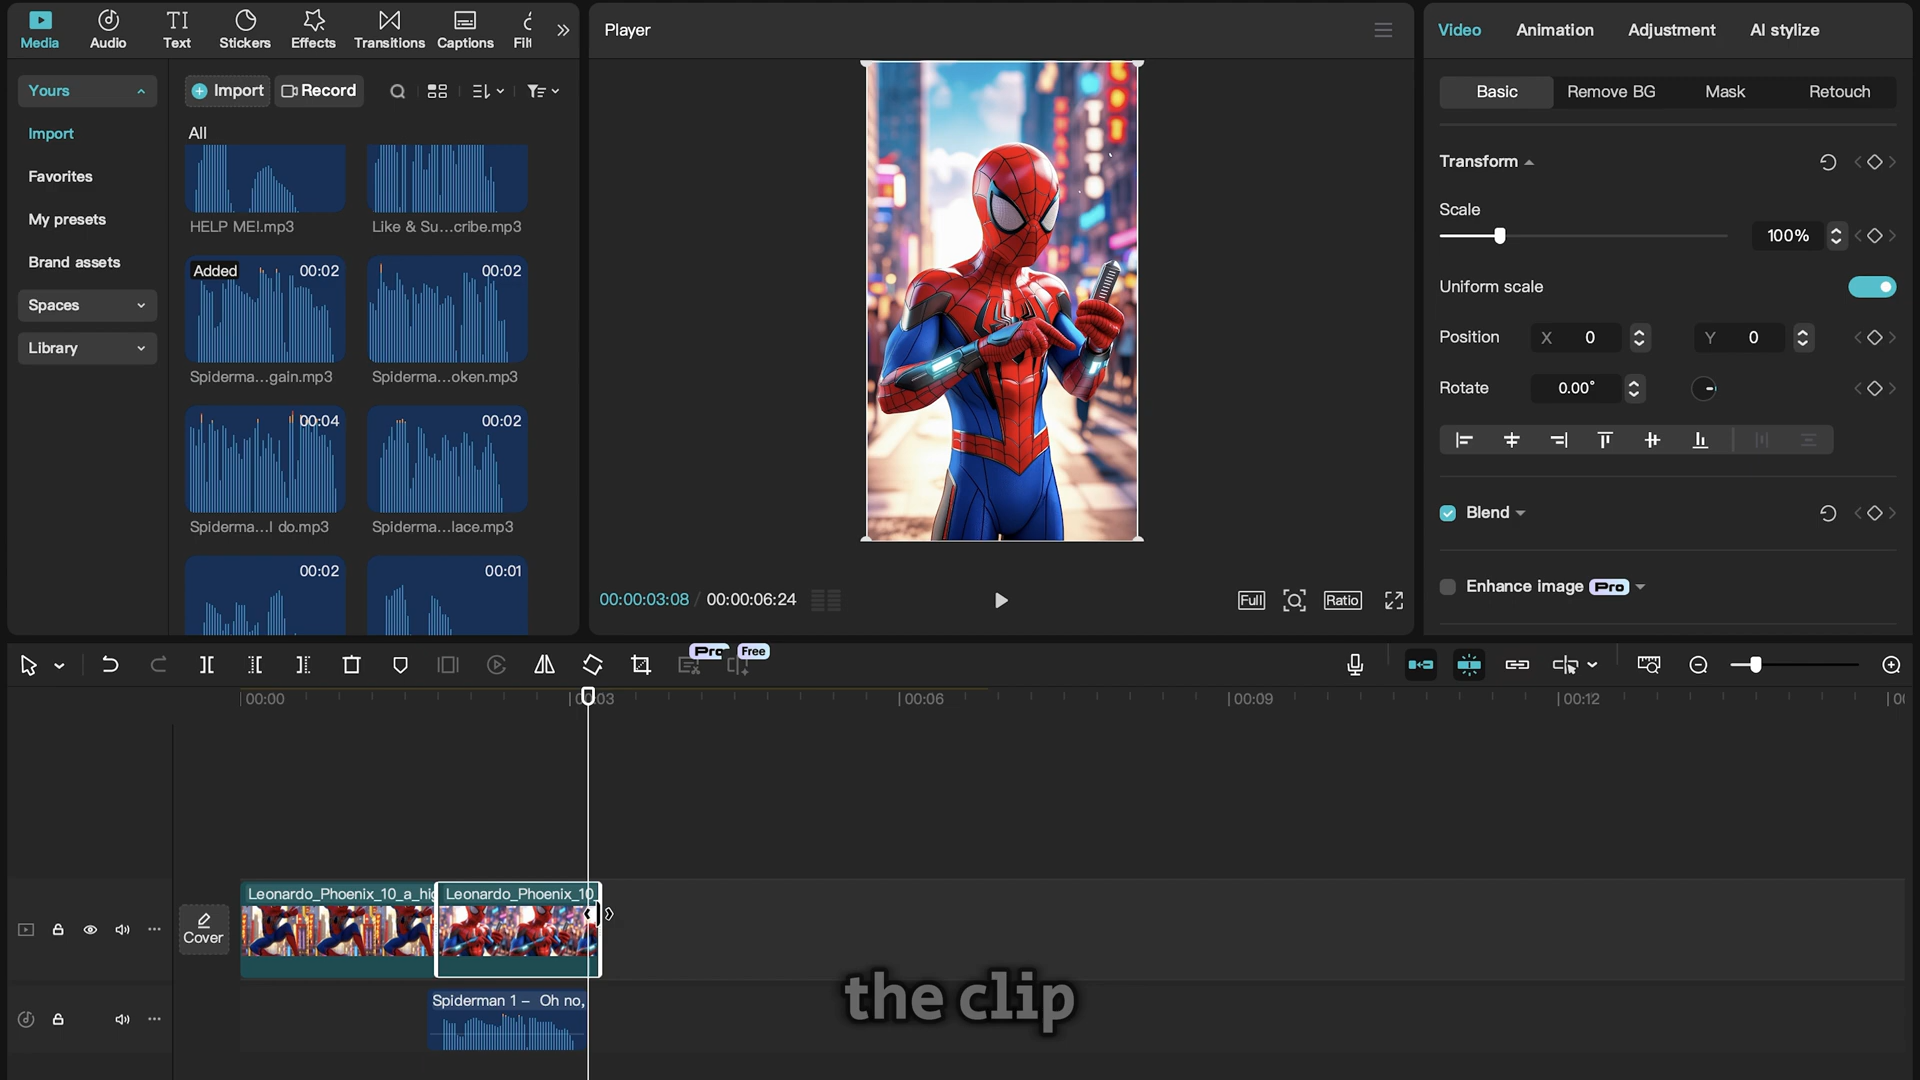 Media
Audio
Text
Stickers
Effects
Transitions
Captions
Filt
Yours
Import
Favorites
My presets
Brand assets
Spaces
Library
Import
Record
All
HELP ME!.mp3
Like & Su...cribe.mp3
Added
00:02
00:02
Spiderma...gain.mp3
Spiderma...oken.mp3
00:04
00:02
Spiderma...I do.mp3
Spiderma...lace.mp3
00:02
00:01
Player
00:00:03:08 / 00:00:06:24
Full
Ratio
Video
Animation
Adjustment
AI stylize
Basic
Remove BG
Mask
Retouch
Transform
Scale
100%
Uniform scale
Position
X 0
Y 0
Rotate
0.00°
Blend
Enhance image Pro
Pro
Free
00:00
00:03
00:06
00:09
00:12
Cover
Leonardo_Phoenix_10_a_hig
Leonardo_Phoenix_10_
Spiderman 1 – Oh no,
the clip